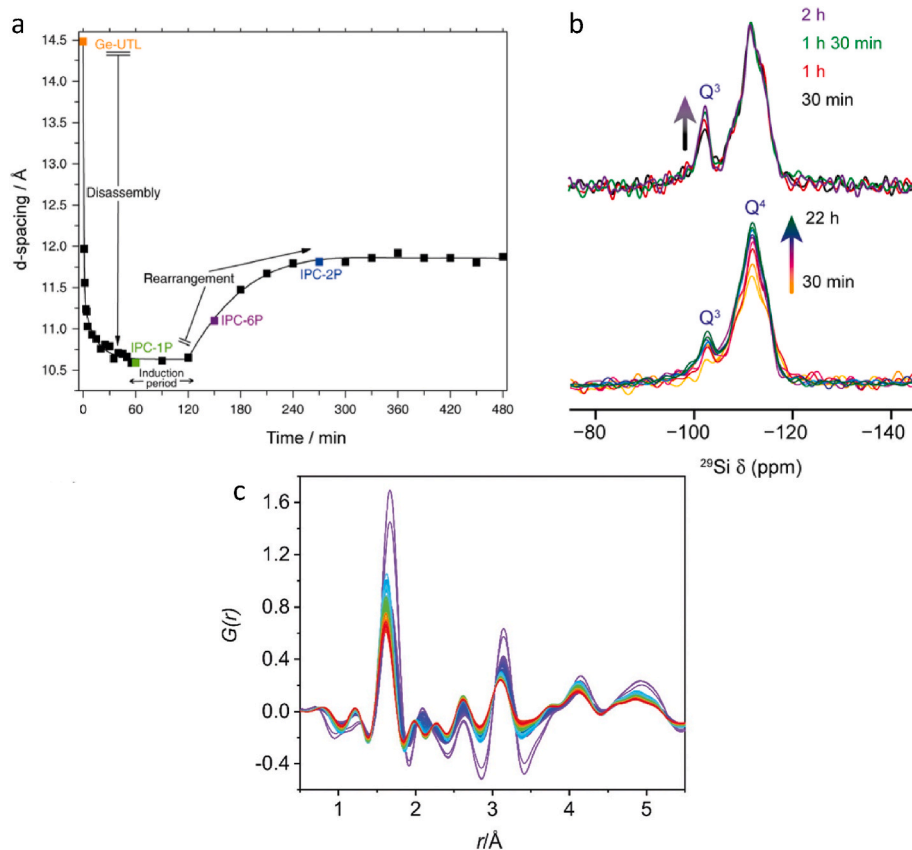 a
d-spacing / Å
14.5
14.0
13.5
13.0
12.5
12.0
11.5
11.0
10.5
Ge-UTL
Disassembly
Rearrangement
IPC-2P
IPC-6P
IPC-1P
Induction
period
0 60 120 180 240 300 360 420 480
Time / min
b
2 h
1 h 30 min
1 h
30 min
Q³
Q⁴
22 h
30 min
Q³
−80 −100 −120 −140
²⁹Si δ (ppm)
c
G(r)
1.6
1.2
0.8
0.4
0.0
-0.4
1 2 3 4 5
r/Å